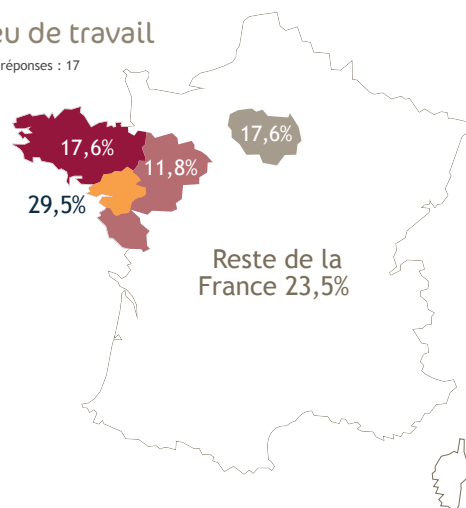 eu de travail
réponses : 17
17,6%
17,6%
11,8%
29,5%
Reste de la
France 23,5%